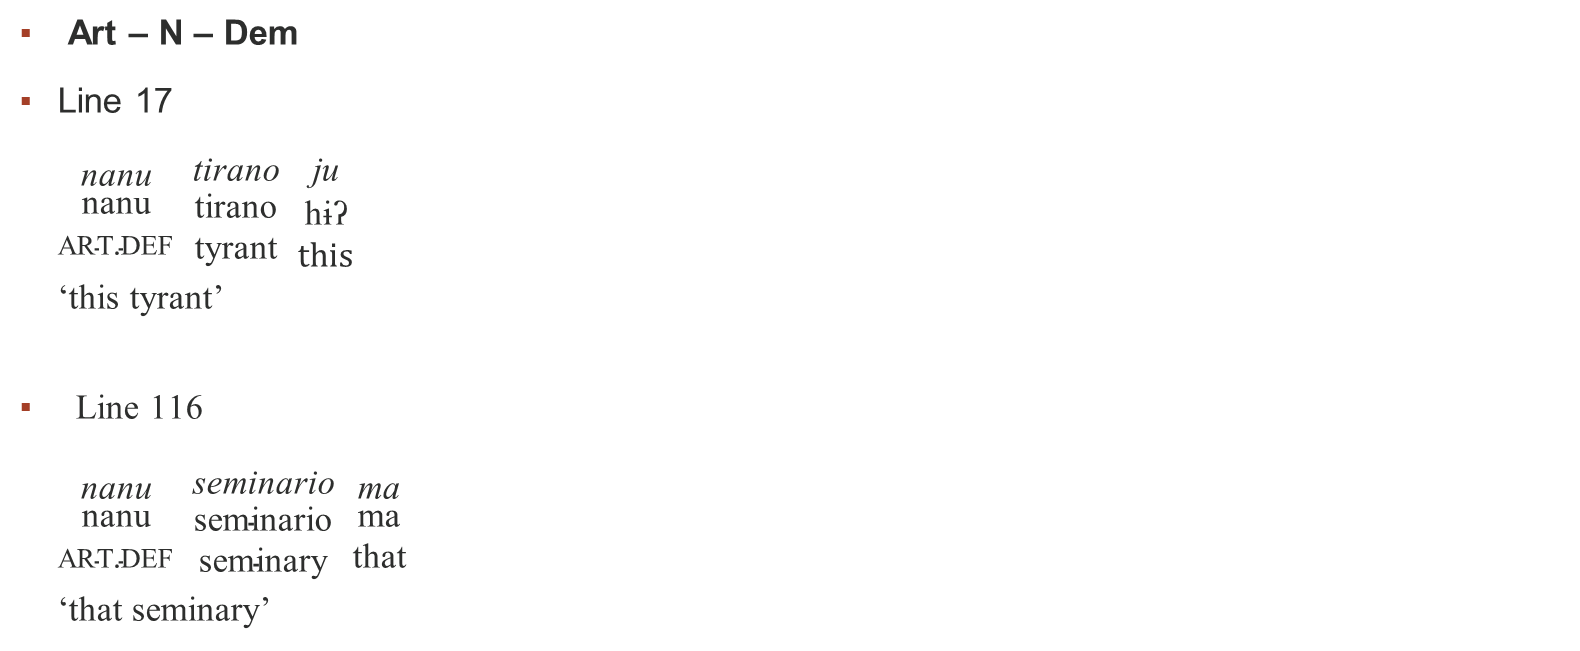 ▪ Art – N – Dem
▪ Line 17
nanu tirano ju
nanu tirano hɨʔ
ART.DEF tyrant this
‘this tyrant’
▪ Line 116
nanu seminario ma
nanu seminario ma
ART.DEF seminary that
‘that seminary’